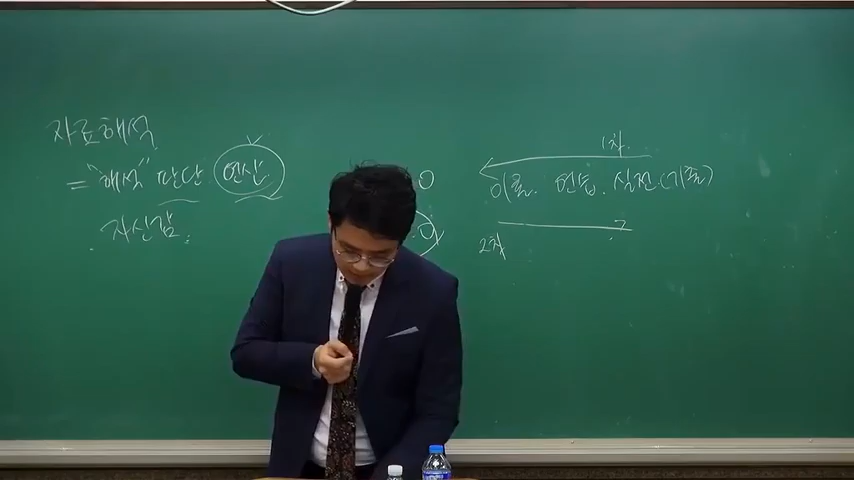 자료해석
= "해석" 판단 연산
자신감.
1차.
이론. 연습. 실전(기출)
2차